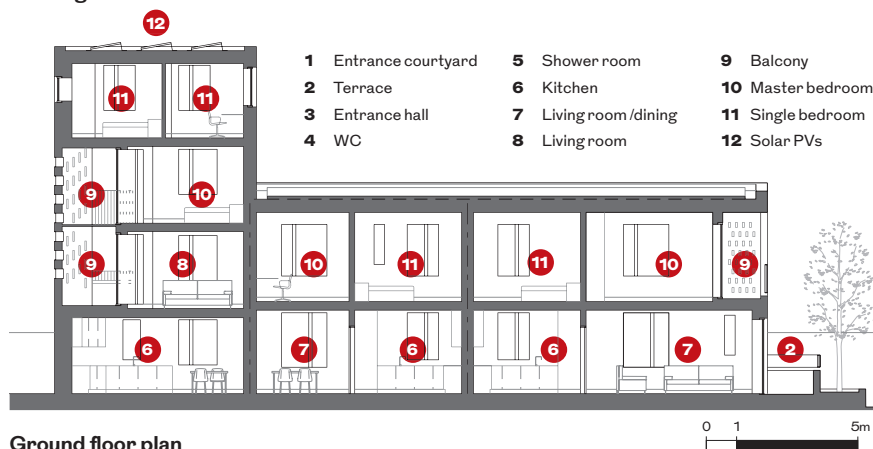 12
1 Entrance courtyard
2 Terrace
3 Entrance hall
4 WC
5 Shower room
6 Kitchen
7 Living room/dining
8 Living room
9 Balcony
10 Master bedroom
11 Single bedroom
12 Solar PVs
11 11
9 10
9 8
10 11 11 10 9
6 7 6 6 7 2
0 1 5m
Ground floor plan